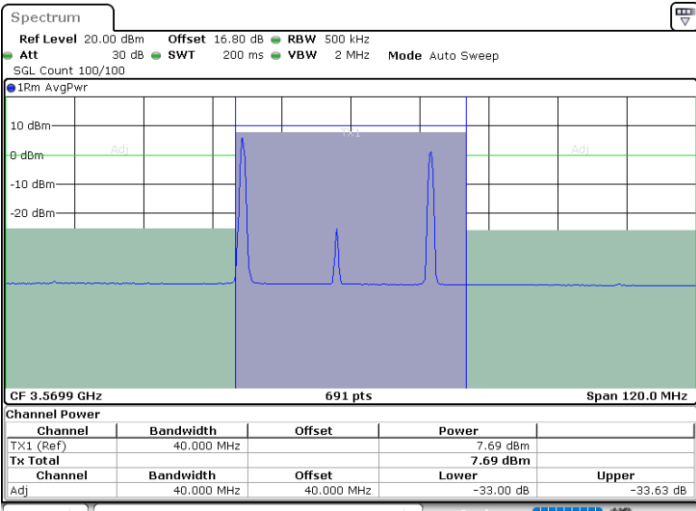 Spectrum
Ref Level 20.00 dBm Offset 16.80 dB RBW 500 kHz
Att 30 dB SWT 200 ms VBW 2 MHz Mode Auto Sweep
SGL Count 100/100
1Rm AvgPwr
10 dBm
TX1
0 dBm Adj Adj
-10 dBm
-20 dBm
CF 3.5699 GHz 691 pts Span 120.0 MHz
Channel Power
Channel Bandwidth Offset Power
TX1 (Ref) 40.000 MHz 7.69 dBm
Tx Total 7.69 dBm
Channel Bandwidth Offset Lower Upper
Adj 40.000 MHz 40.000 MHz -33.00 dB -33.63 dB